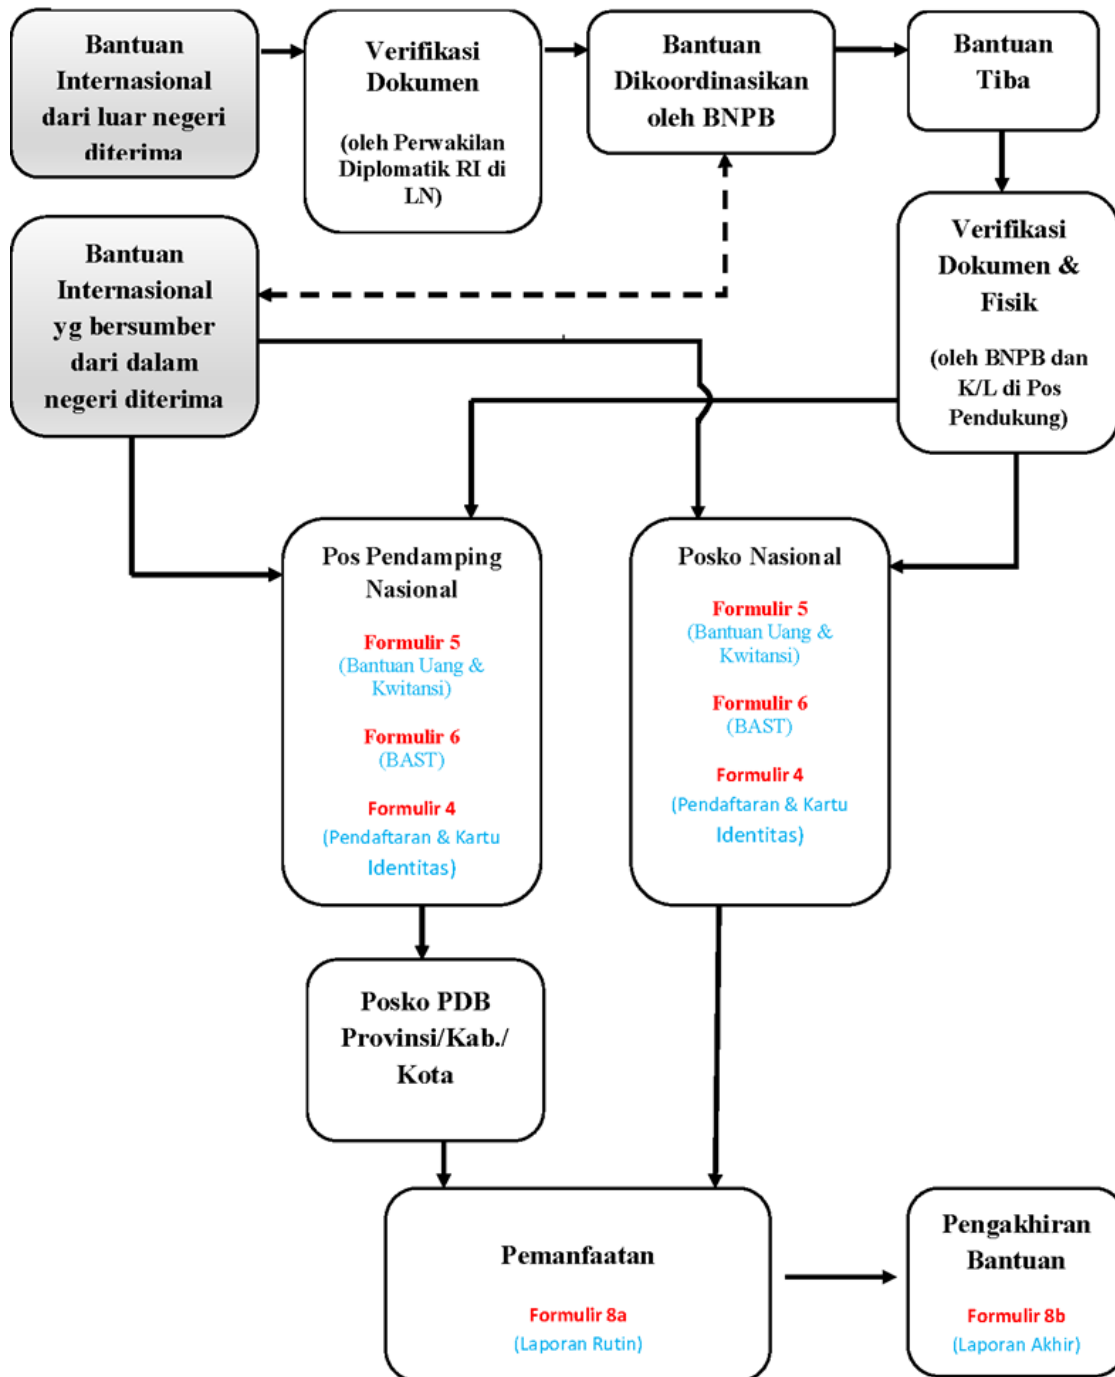 Bantuan
Internasional
dari luar negeri
diterima
Verifikasi
Dokumen
(oleh Perwakilan
Diplomatik RI di
LN)
Bantuan
Dikoordinasikan
oleh BNPB
Bantuan
Tiba
Bantuan
Internasional
yg bersumber
dari dalam
negeri diterima
Verifikasi
Dokumen &
Fisik
(oleh BNPB dan
K/L di Pos
Pendukung)
Pos Pendamping
Nasional
Formulir 5
(Bantuan Uang &
Kwitansi)
Formulir 6
(BAST)
Formulir 4
(Pendaftaran & Kartu
Identitas)
Posko Nasional
Formulir 5
(Bantuan Uang &
Kwitansi)
Formulir 6
(BAST)
Formulir 4
(Pendaftaran & Kartu
Identitas)
Posko PDB
Provinsi/Kab./
Kota
Pemanfaatan
Formulir 8a
(Laporan Rutin)
Pengakhiran
Bantuan
Formulir 8b
(Laporan Akhir)